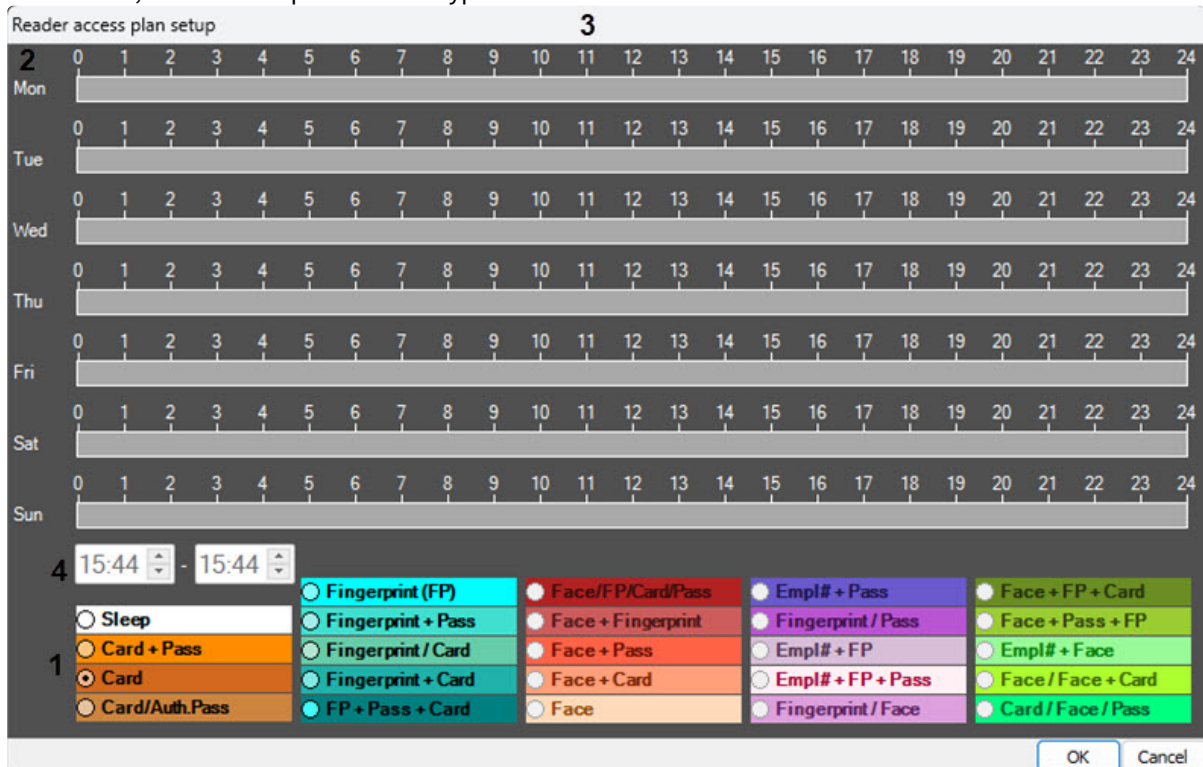 Reader access plan setup 3
2 0 1 2 3 4 5 6 7 8 9 10 11 12 13 14 15 16 17 18 19 20 21 22 23 24
Mon
0 1 2 3 4 5 6 7 8 9 10 11 12 13 14 15 16 17 18 19 20 21 22 23 24
Tue
0 1 2 3 4 5 6 7 8 9 10 11 12 13 14 15 16 17 18 19 20 21 22 23 24
Wed
0 1 2 3 4 5 6 7 8 9 10 11 12 13 14 15 16 17 18 19 20 21 22 23 24
Thu
0 1 2 3 4 5 6 7 8 9 10 11 12 13 14 15 16 17 18 19 20 21 22 23 24
Fri
0 1 2 3 4 5 6 7 8 9 10 11 12 13 14 15 16 17 18 19 20 21 22 23 24
Sat
0 1 2 3 4 5 6 7 8 9 10 11 12 13 14 15 16 17 18 19 20 21 22 23 24
Sun
4 15:44 - 15:44
Fingerprint (FP) Face/FP/Card/Pass Empl# + Pass Face + FP + Card
Sleep Fingerprint + Pass Face + Fingerprint Fingerprint / Pass Face + Pass + FP
Card + Pass Fingerprint / Card Face + Pass Empl# + FP Empl# + Face
1 Card Fingerprint + Card Face + Card Empl# + FP + Pass Face / Face + Card
Card/Auth.Pass FP + Pass + Card Face Fingerprint / Face Card / Face / Pass
OK Cancel